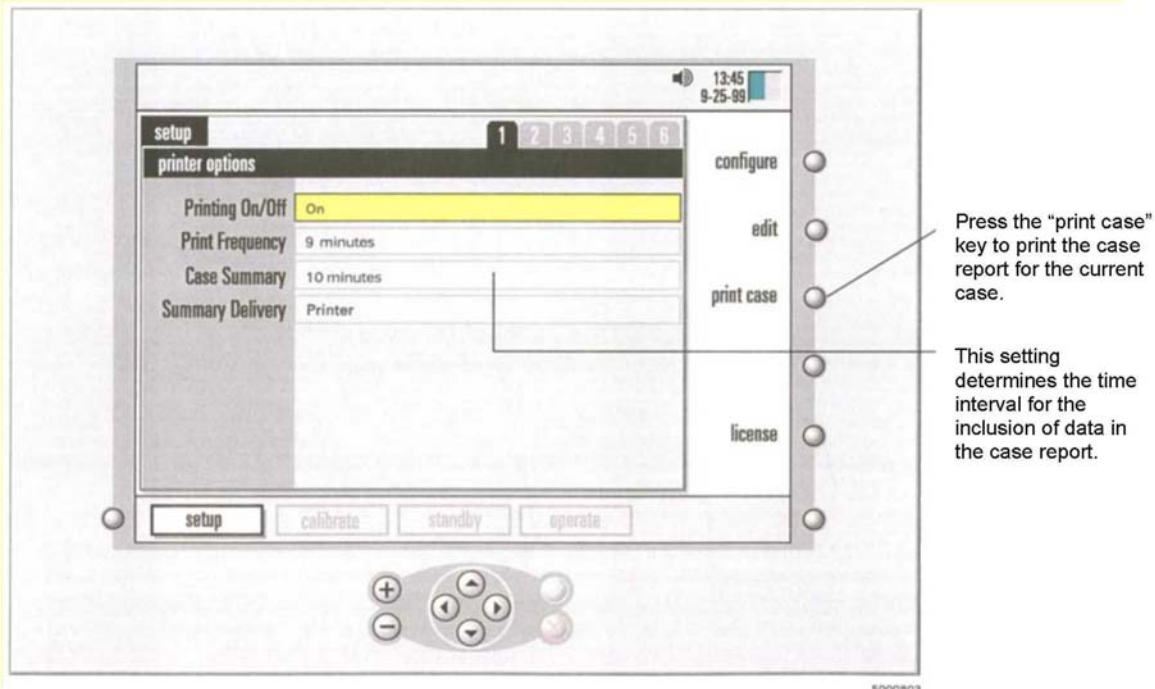 13:45
9-25-99
setup
1 2 3 4 5 6
printer options
Printing On/Off On
Print Frequency 9 minutes
Case Summary 10 minutes
Summary Delivery Printer
configure
edit
print case
license
setup calibrate standby operate
+
-
Press the “print case”
key to print the case
report for the current
case.
This setting
determines the time
interval for the
inclusion of data in
the case report.
5000803